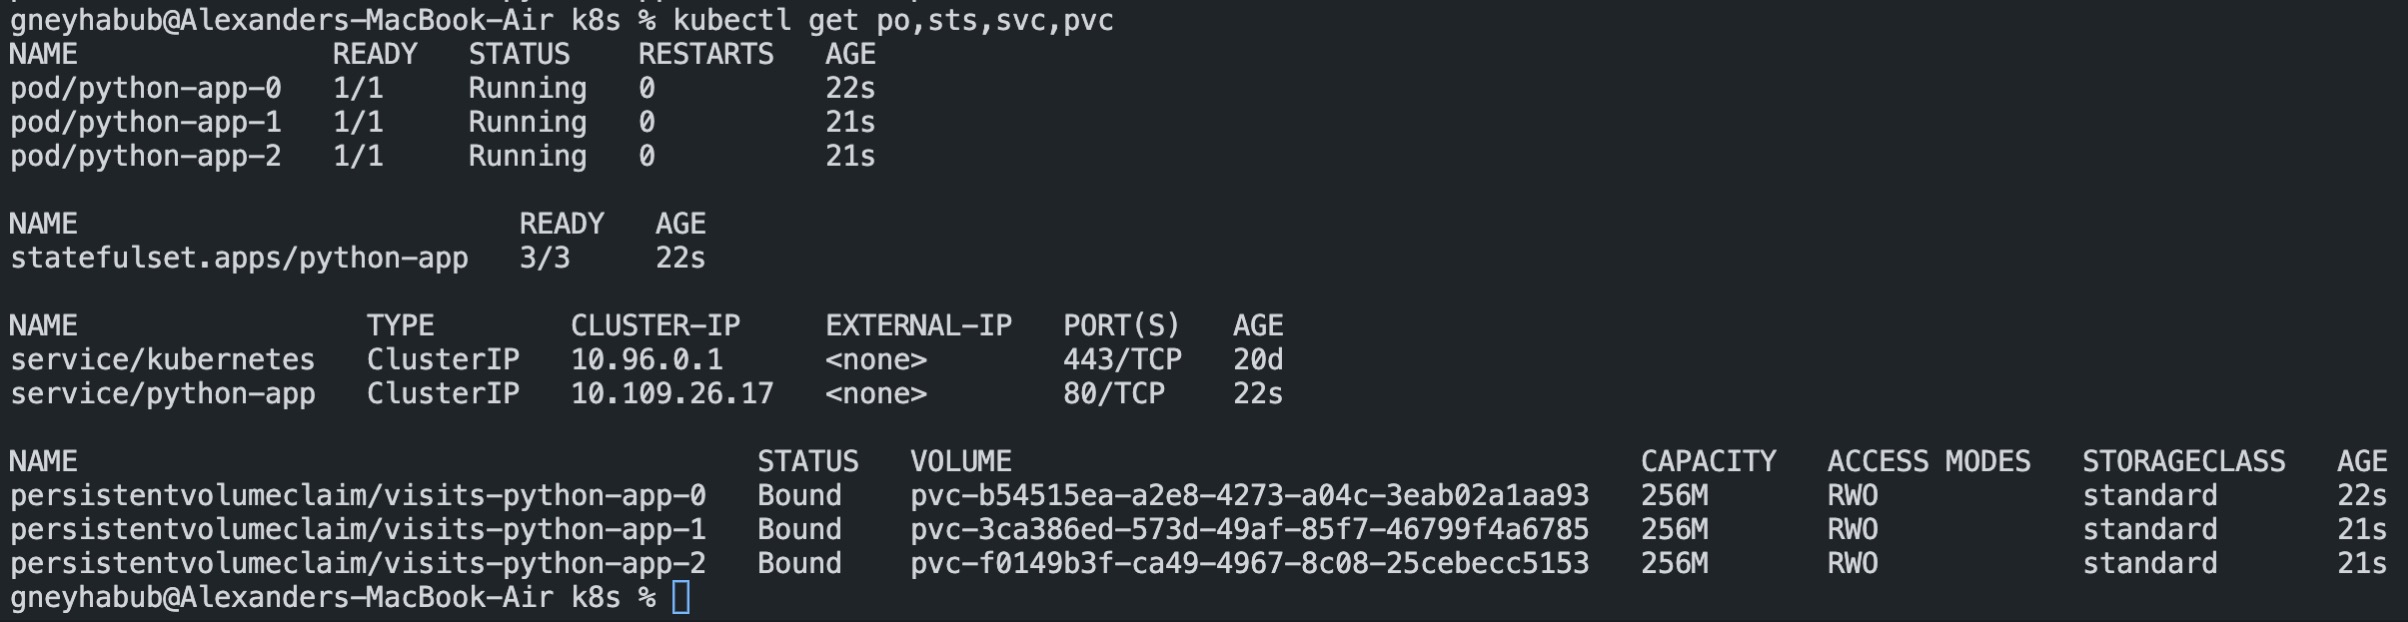 gneyhabub@Alexanders-MacBook-Air k8s % kubectl get po,sts,svc,pvc
NAME               READY   STATUS    RESTARTS   AGE
pod/python-app-0   1/1     Running   0          22s
pod/python-app-1   1/1     Running   0          21s
pod/python-app-2   1/1     Running   0          21s

NAME                          READY   AGE
statefulset.apps/python-app   3/3     22s

NAME                 TYPE        CLUSTER-IP     EXTERNAL-IP   PORT(S)   AGE
service/kubernetes   ClusterIP   10.96.0.1      <none>        443/TCP   20d
service/python-app   ClusterIP   10.109.26.17   <none>        80/TCP    22s

NAME                                        STATUS   VOLUME                                     CAPACITY   ACCESS MODES   STORAGECLASS   AGE
persistentvolumeclaim/visits-python-app-0   Bound    pvc-b54515ea-a2e8-4273-a04c-3eab02a1aa93   256M       RWO            standard       22s
persistentvolumeclaim/visits-python-app-1   Bound    pvc-3ca386ed-573d-49af-85f7-46799f4a6785   256M       RWO            standard       21s
persistentvolumeclaim/visits-python-app-2   Bound    pvc-f0149b3f-ca49-4967-8c08-25cebecc5153   256M       RWO            standard       21s
gneyhabub@Alexanders-MacBook-Air k8s %